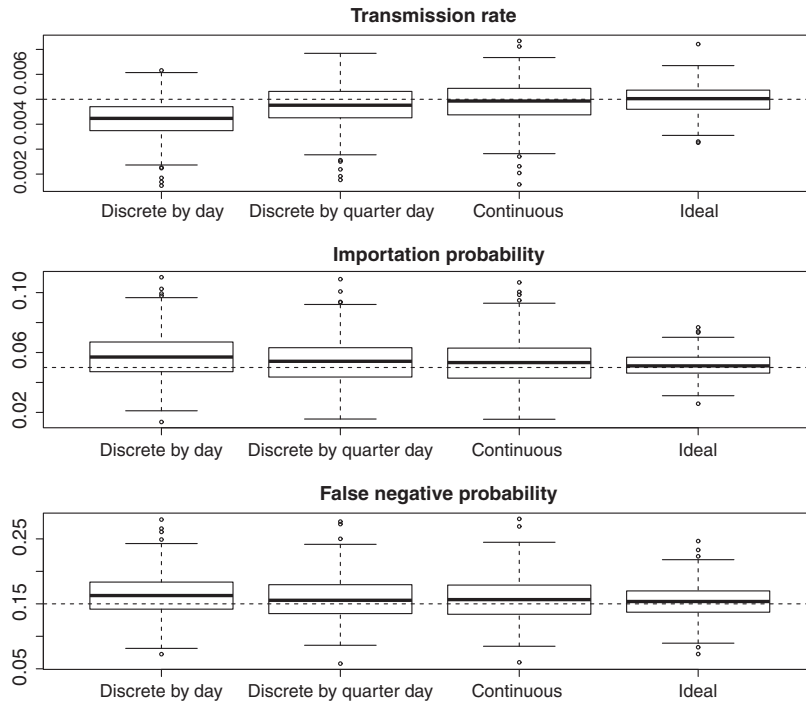 Transmission rate
0.006
0.004
0.002
Discrete by day Discrete by quarter day Continuous Ideal
Importation probability
0.10
0.06
0.02
Discrete by day Discrete by quarter day Continuous Ideal
False negative probability
0.25
0.15
0.05
Discrete by day Discrete by quarter day Continuous Ideal